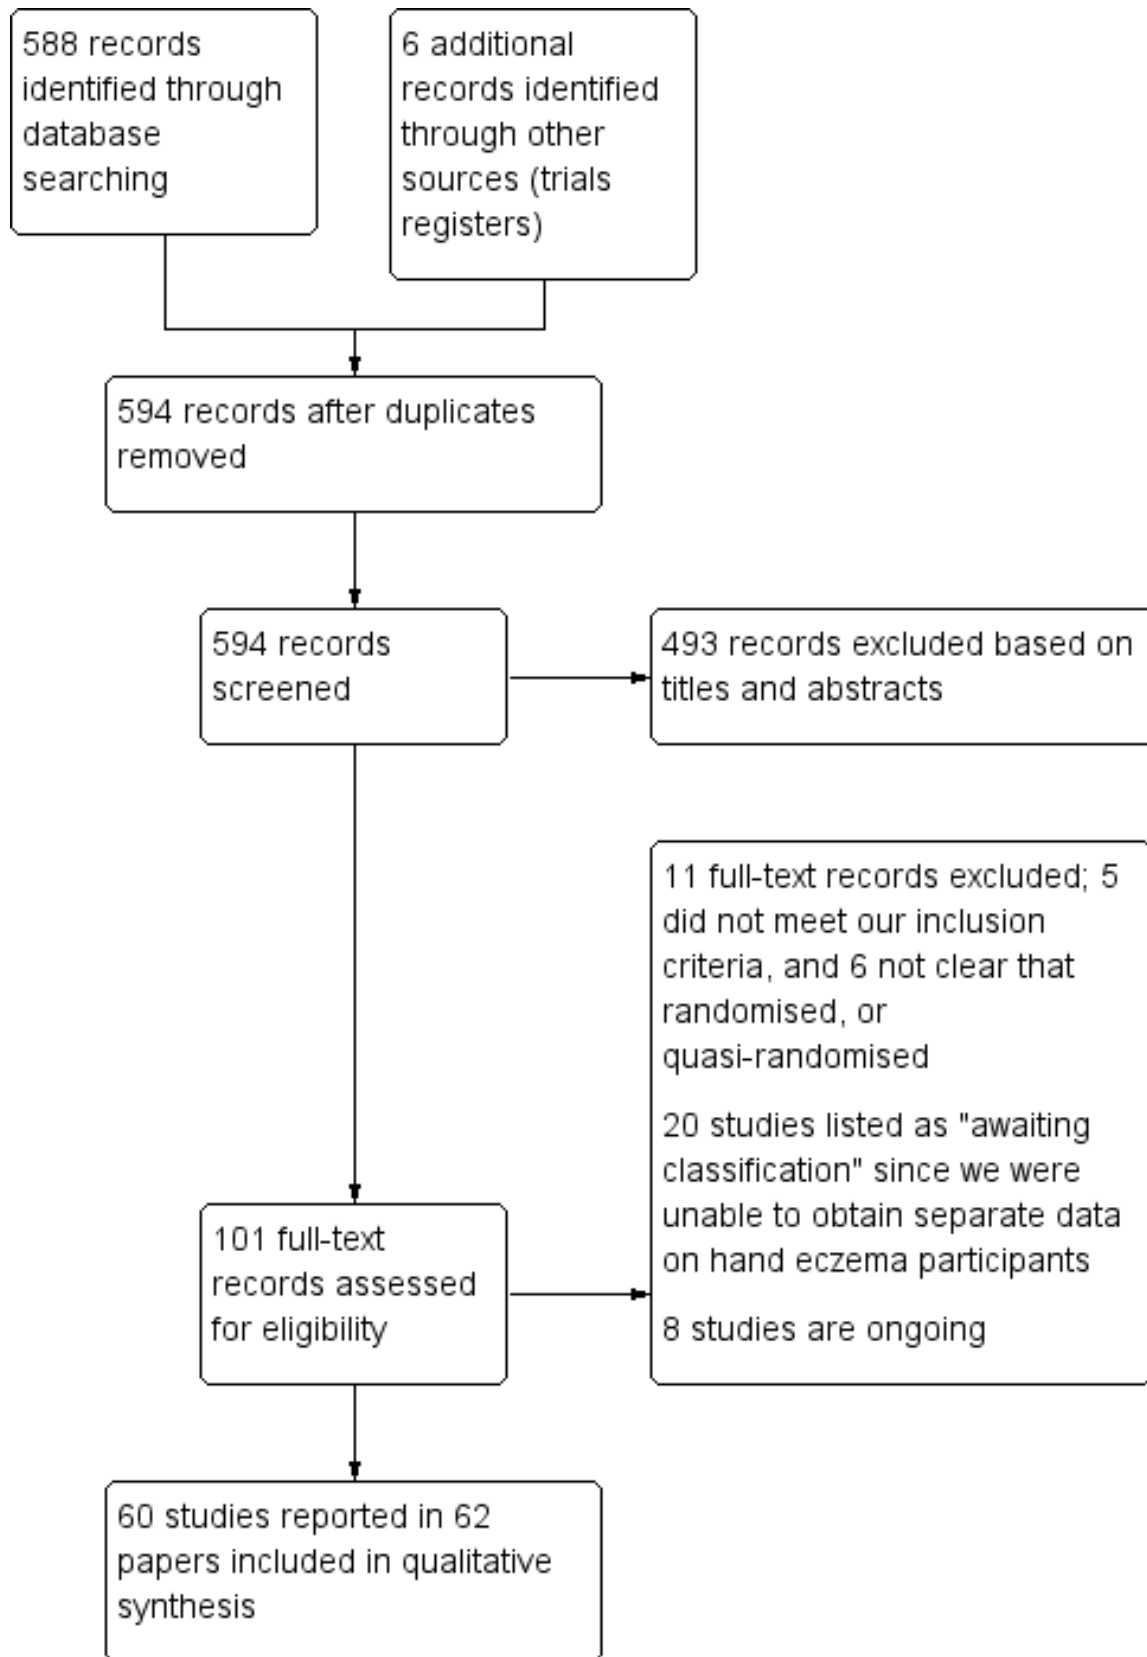 588 records
identified through
database
searching
6 additional
records identified
through other
sources (trials
registers)
594 records after duplicates
removed
594 records
screened
493 records excluded based on
titles and abstracts
11 full-text records excluded; 5
did not meet our inclusion
criteria, and 6 not clear that
randomised, or
quasi-randomised
20 studies listed as "awaiting
classification" since we were
unable to obtain separate data
on hand eczema participants
8 studies are ongoing
101 full-text
records assessed
for eligibility
60 studies reported in 62
papers included in qualitative
synthesis